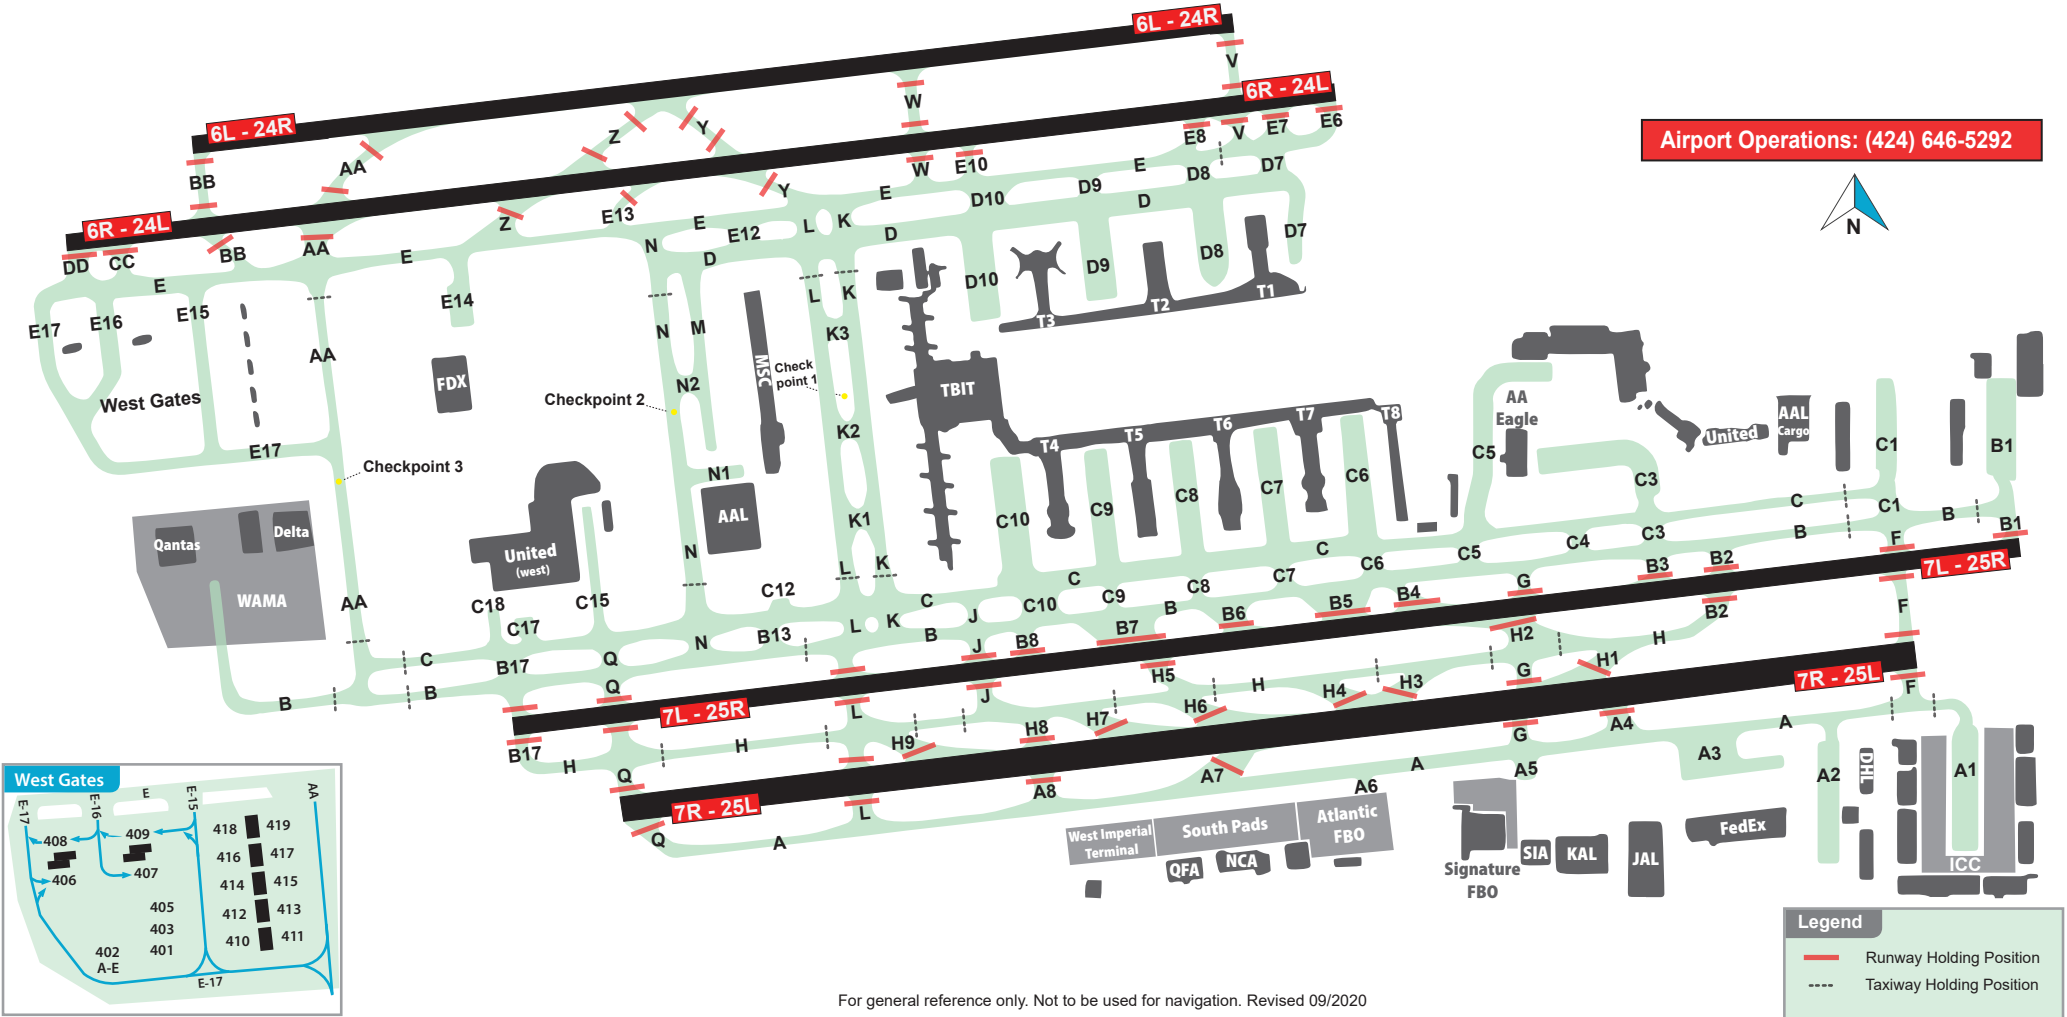 6L - 24R
V
6R - 24L
W
6L - 24R
Z
Y
E8
V
E7
E6
Airport Operations: (424) 646-5292
AA
BB
W
E10
E
D8
D7
Y
E
D10
D9
D
N
6R - 24L
Z
E13
E
E12
L
K
D
D7
DD
CC
BB
AA
E
N
D
D10
D9
D8
E
E14
L
K
T3
T2
T1
E17
E16
E15
N
M
K3
AA
MSC
Check
point 1
FDX
N2
TBIT
West Gates
Checkpoint 2
AA
Eagle
AAL
Cargo
United
T4
T5
T6
T7
T8
K2
E17
Checkpoint 3
N1
C5
C1
B1
C10
C9
C8
C7
C6
C3
C
C1
B
B1
AAL
K1
Qantas
Delta
United
(west)
N
C
C5
C4
C3
B
F
7L - 25R
WAMA
AA
C18
C15
C12
L
K
C
C
C10
C9
C8
C7
C6
B3
B2
G
B4
B5
B2
F
C17
L
K
J
B
B8
B7
B
B6
H2
H
N
B13
J
C
B17
Q
H5
G
H1
7R - 25L
F
B
B
Q
7L - 25R
L
J
H
H4
H3
H6
H7
H8
H9
A4
A
B17
H
H
G
A3
Q
A5
A2
DHL
A1
A
A7
A6
A8
7R - 25L
L
Q
A
West Imperial
Terminal
South Pads
Atlantic
FBO
QFA
NCA
Signature
FBO
SIA
KAL
JAL
FedEx
ICC
West Gates
E-17
E-16
E
E-15
AA
408
409
418
419
406
407
416
417
414
415
405
412
413
403
402
A-E
401
410
411
E-17
Legend
Runway Holding Position
Taxiway Holding Position
N
For general reference only. Not to be used for navigation. Revised 09/2020